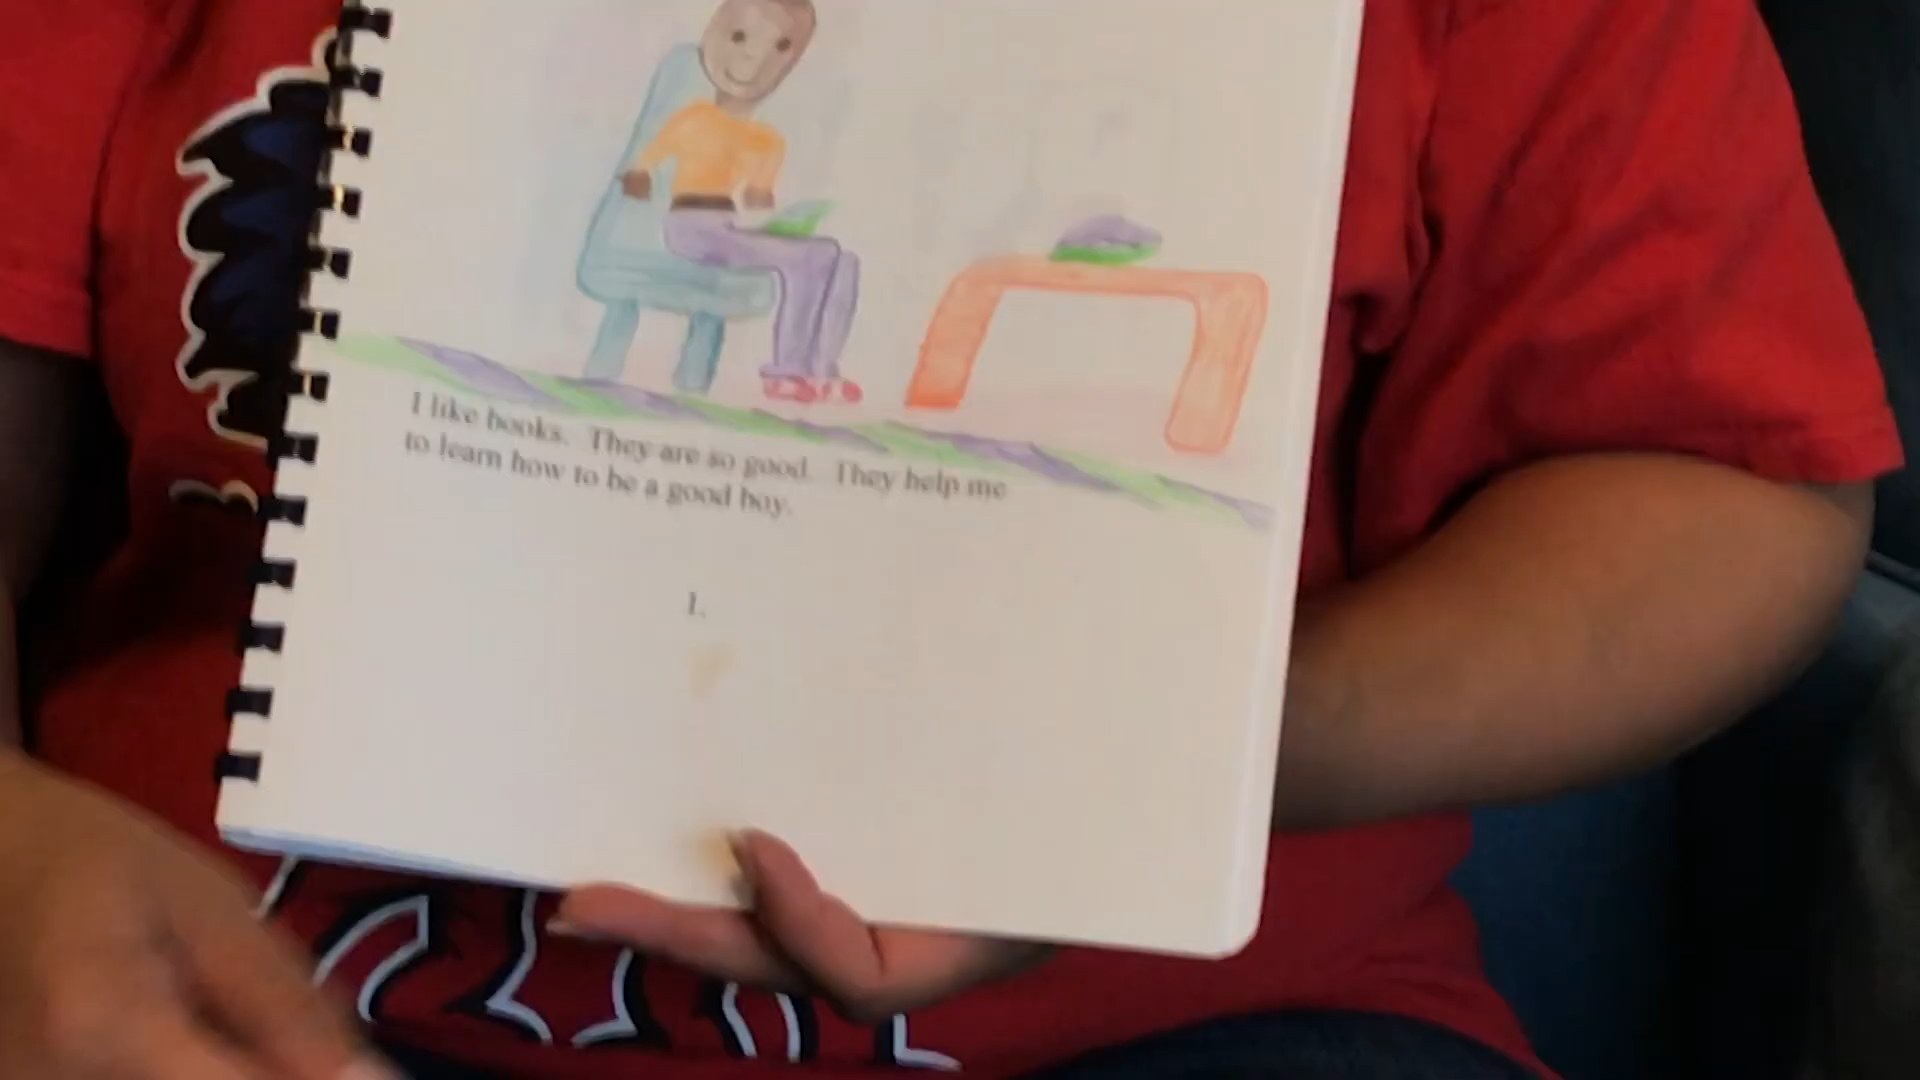 I like books. They are so good. They help me
to learn how to be a good boy.
1.